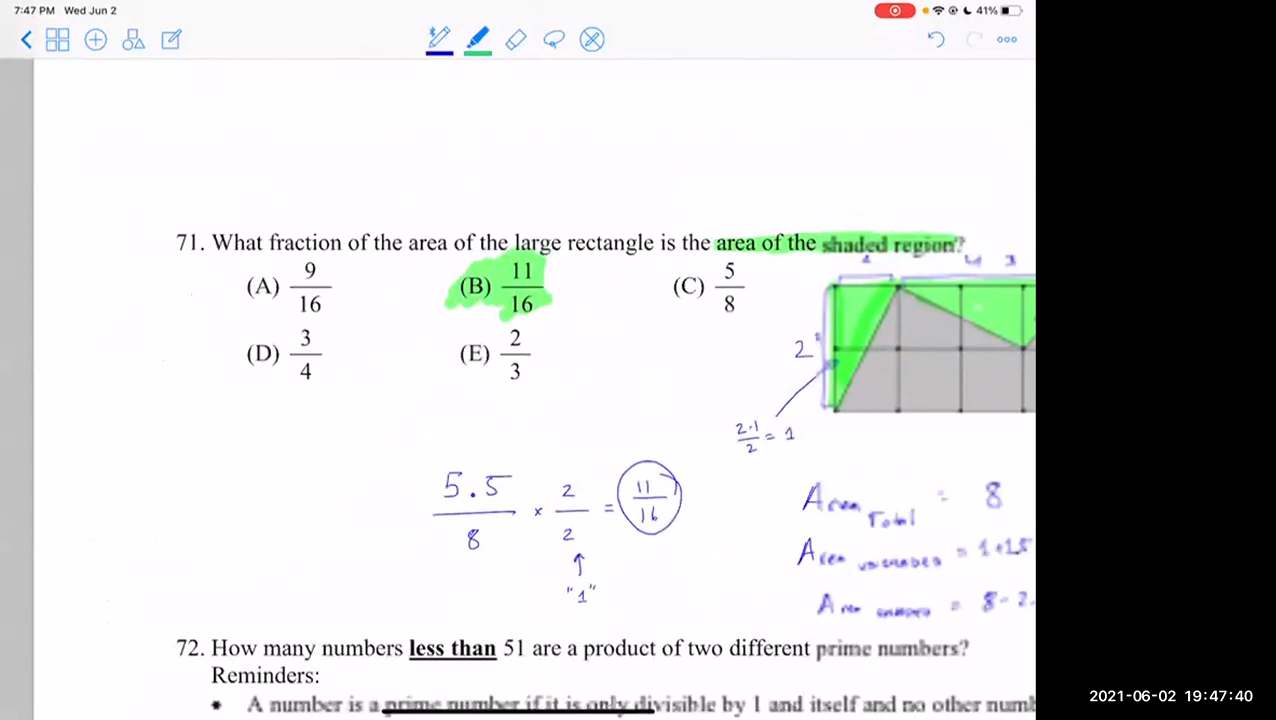 7:47 PM Wed Jun 2
41%
71. What fraction of the area of the large rectangle is the area of the shaded region?
(A) 9/16 (B) 11/16 (C) 5/8
(D) 3/4 (E) 2/3
4 3
2
2·1/2 = 1
5.5/8 × 2/2 = 11/16
"1"
Area Total = 8
Area unshaded = 1+1.5
Area shaded = 8-2.
72. How many numbers less than 51 are a product of two different prime numbers?
Reminders:
• A number is a prime number if it is only divisible by 1 and itself and no other num
2021-06-02 19:47:40